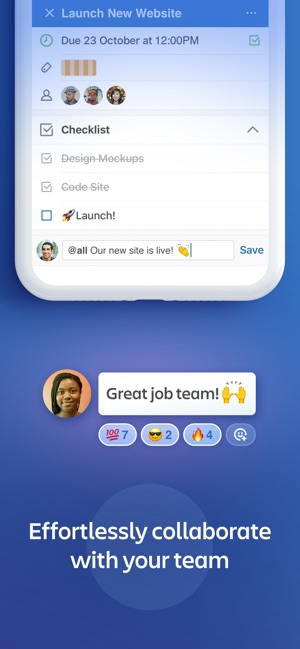 Launch New Website
Due 23 October at 12:00PM
Checklist
Design Mockups
Code Site
🚀Launch!
@all Our new site is live! 👏
Save
Great job team! 🙌
💯 7
😎 2
🔥 4
Effortlessly collaborate
with your team